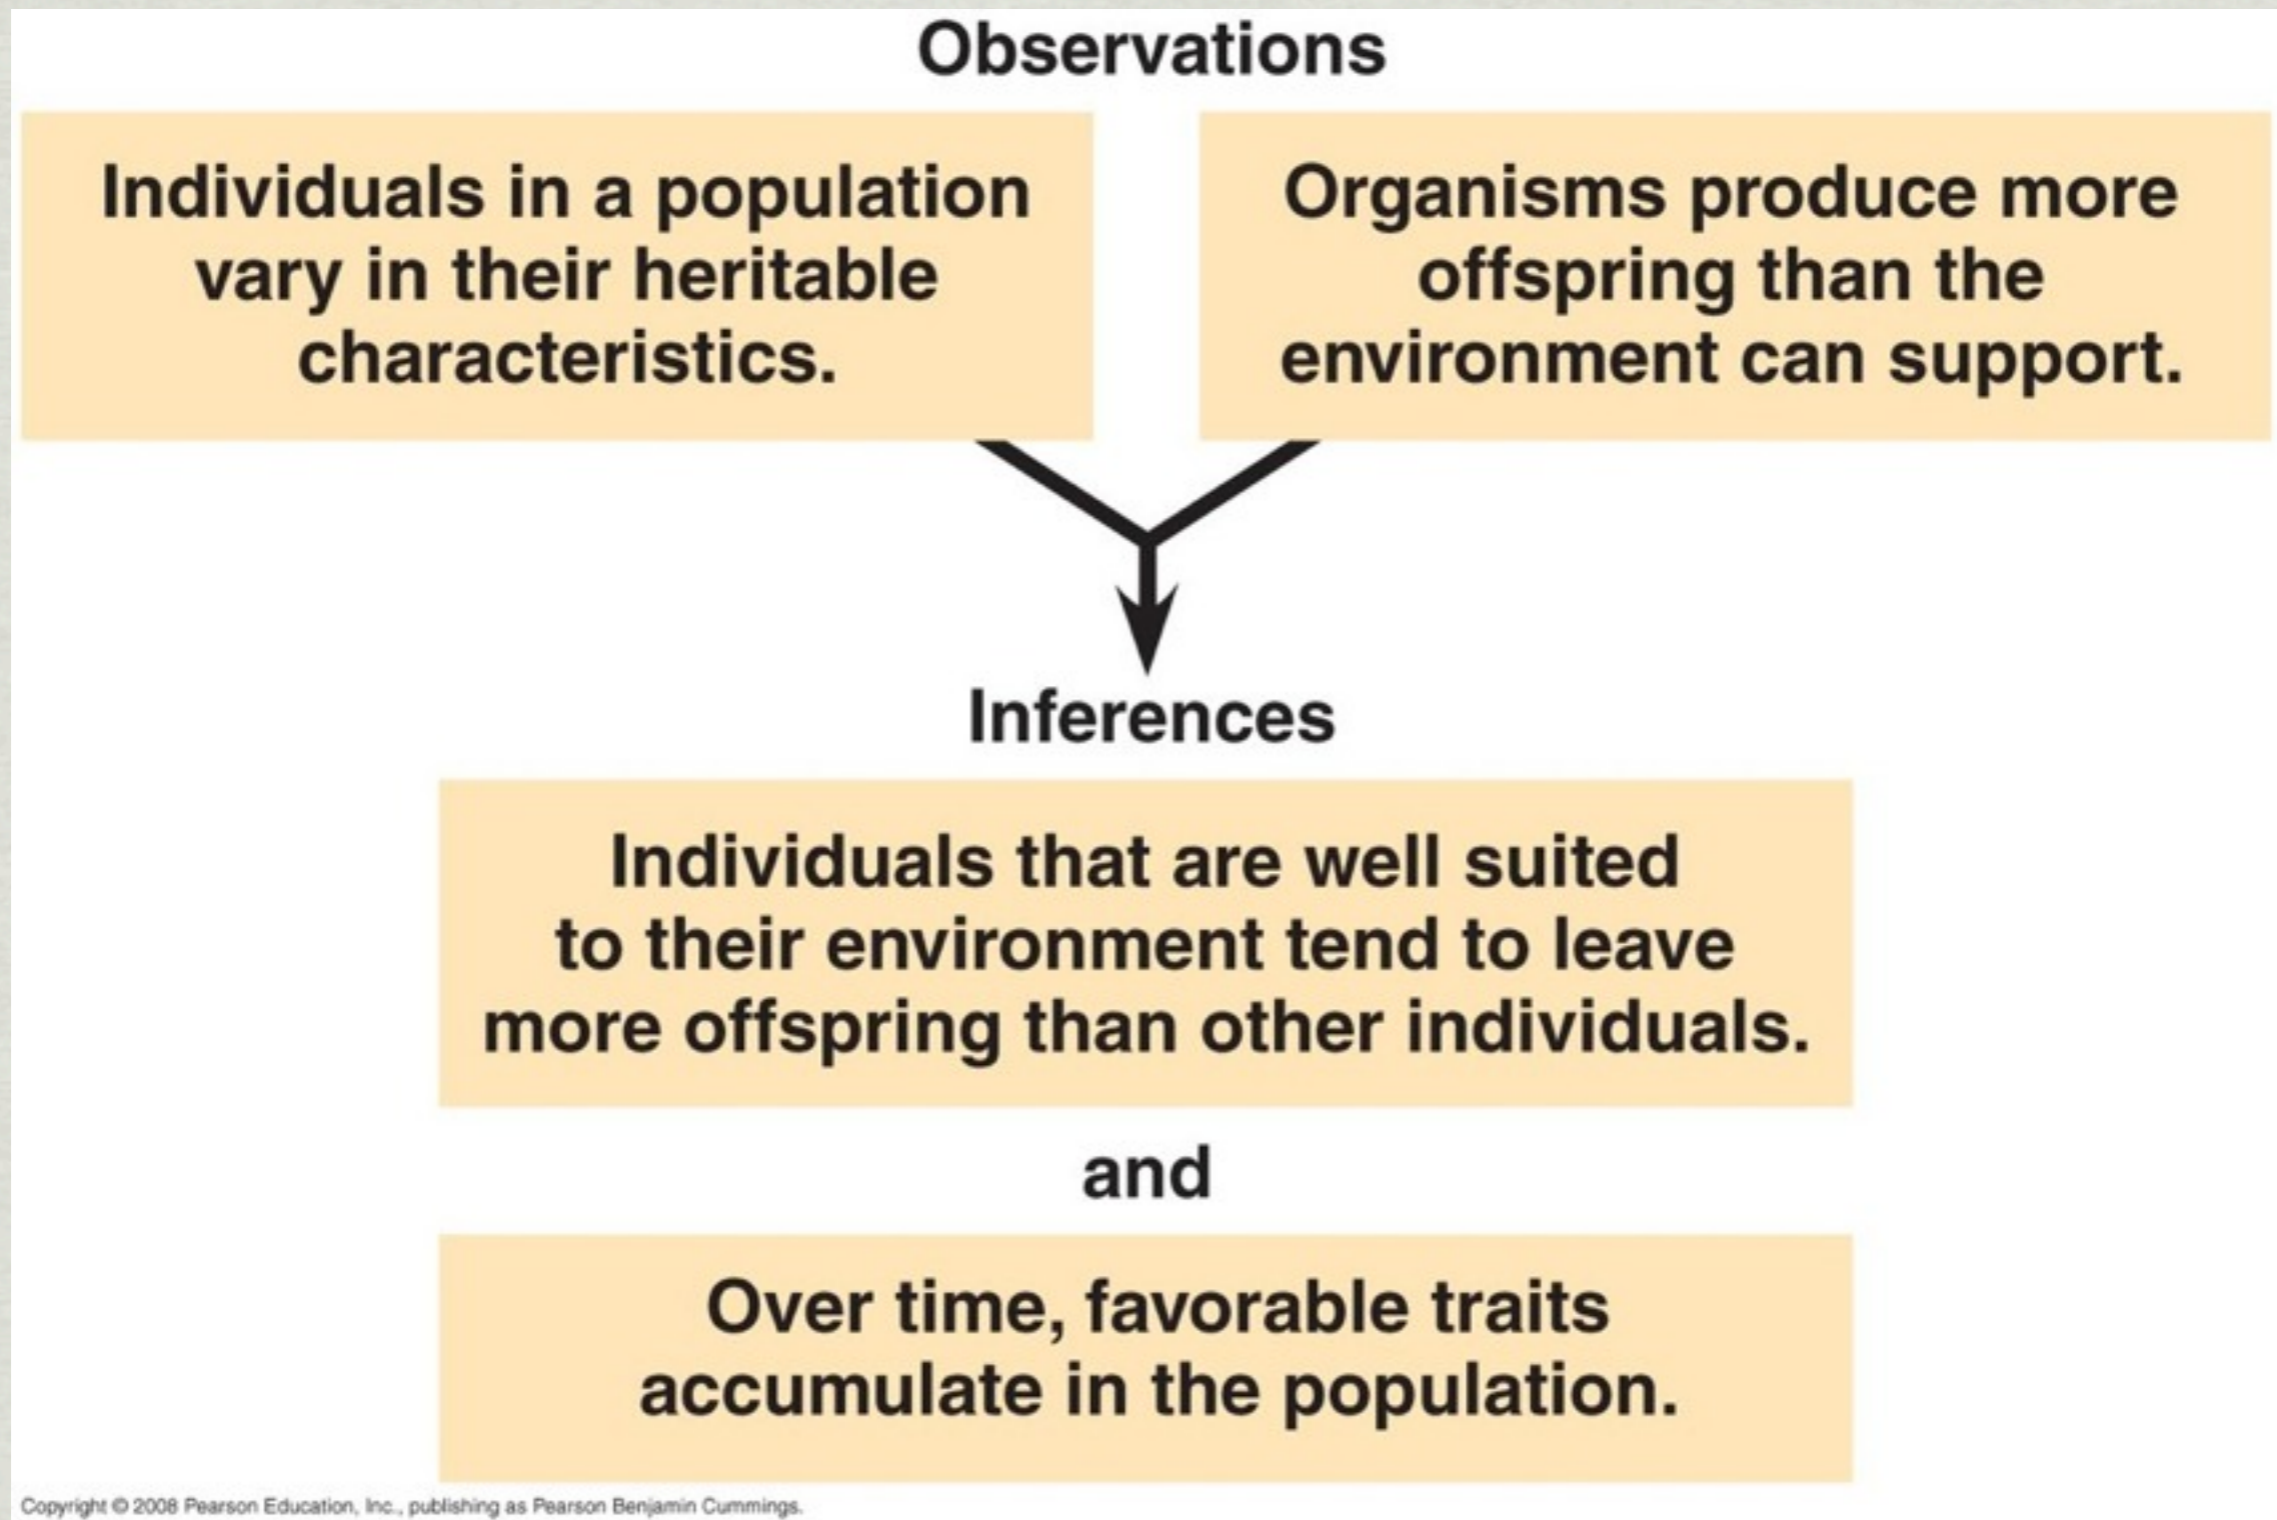 Observations
Individuals in a population
vary in their heritable
characteristics.
Organisms produce more
offspring than the
environment can support.
Inferences
Individuals that are well suited
to their environment tend to leave
more offspring than other individuals.
and
Over time, favorable traits
accumulate in the population.
Copyright © 2008 Pearson Education, Inc., publishing as Pearson Benjamin Cummings.